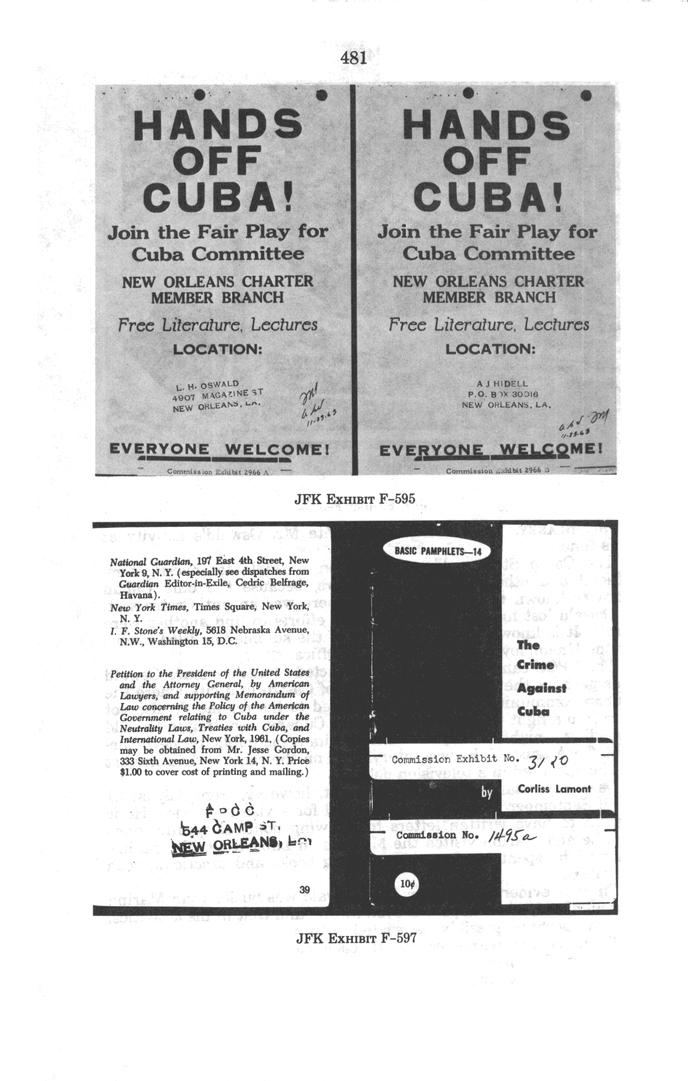 481
HANDS
OFF
CUBA!
Join the Fair Play for
Cuba Committee
NEW ORLEANS CHARTER
MEMBER BRANCH
Free Literature, Lectures
LOCATION:
L. H. OSWALD
4907 MAGAZINE ST
NEW ORLEANS, LA.
11-29-63
EVERYONE WELCOME!
Commission Exhibit 2966 A
HANDS
OFF
CUBA!
Join the Fair Play for
Cuba Committee
NEW ORLEANS CHARTER
MEMBER BRANCH
Free Literature, Lectures
LOCATION:
A J HIDELL
P.O. BOX 30016
NEW ORLEANS, LA.
EVERYONE WELCOME!
Commission Exhibit 2966
JFK EXHIBIT F-595
National Guardian, 197 East 4th Street, New
York 9, N. Y. (especially see dispatches from
Guardian Editor-in-Exile, Cedric Belfrage,
Havana).
New York Times, Times Square, New York,
N. Y.
I. F. Stone's Weekly, 5618 Nebraska Avenue,
N.W., Washington 15, D.C.
Petition to the President of the United States
and the Attorney General, by American
Lawyers, and supporting Memorandum of
Law concerning the Policy of the American
Government relating to Cuba under the
Neutrality Laws, Treaties with Cuba, and
International Law, New York, 1961. (Copies
may be obtained from Mr. Jesse Gordon,
333 Sixth Avenue, New York 14, N. Y. Price
$1.00 to cover cost of printing and mailing.)
F P C C
544 CAMP ST.
NEW ORLEANS,
39
BASIC PAMPHLETS—14
The
Crime
Against
Cuba
Commission Exhibit No. 3120
by Corliss Lamont
Commission No. 1495a
10¢
JFK EXHIBIT F-597